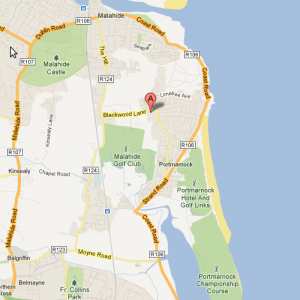 R106
Malahide
Coast Road
Dublin Road
Seapark
The Hill
R106
R107
Malahide
Castle
R124
Limetree Ave
Coast Road
A
Blackwood Lane
Malahide Road
Kinsealy Lane
R106
R107
Malahide
Golf Club
Portmarnock
Kinsealy
Chapel Road
R124
Strand Road
Portmarnock
Hotel And
Golf Links
Malahide Road
Coast Road
R123
Moyne Road
R106
Balgriffin
Portmarnock
Championship
Course
Belmayne
Fr Collins
Park